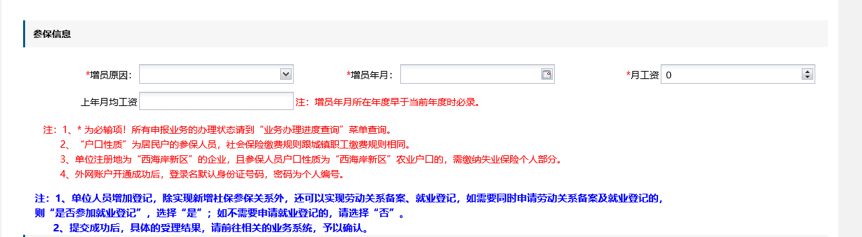 参保信息
*增员原因: *增员年月: *月工资 0
上年月均工资 注：增员年月所在年度早于当前年度时必录。
注：1、* 为必输项！所有申报业务的办理状态请到“业务办理进度查询”菜单查询。
2、“户口性质”为居民户的参保人员，社会保险缴费规则跟城镇职工缴费规则相同。
3、单位注册地为“西海岸新区”的企业，且参保人员户口性质为“西海岸新区”农业户口的，需缴纳失业保险个人部分。
4、外网账户开通成功后，登录名默认身份证号码，密码为个人编号。
注：1、单位人员增加登记，除实现新增社保参保关系外，还可以实现劳动关系备案、就业登记，如需要同时申请劳动关系备案及就业登记的，
则“是否参加就业登记”，选择“是”；如不需要申请就业登记的，请选择“否”。
2、提交成功后，具体的受理结果，请前往相关的业务系统，予以确认。